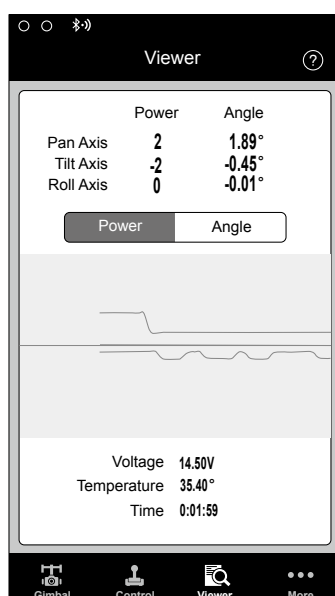 Viewer
?
Power Angle
Pan Axis 2 1.89°
Tilt Axis -2 -0.45°
Roll Axis 0 -0.01°
Power Angle
Voltage 14.50V
Temperature 35.40°
Time 0:01:59
Gimbal Control Viewer More